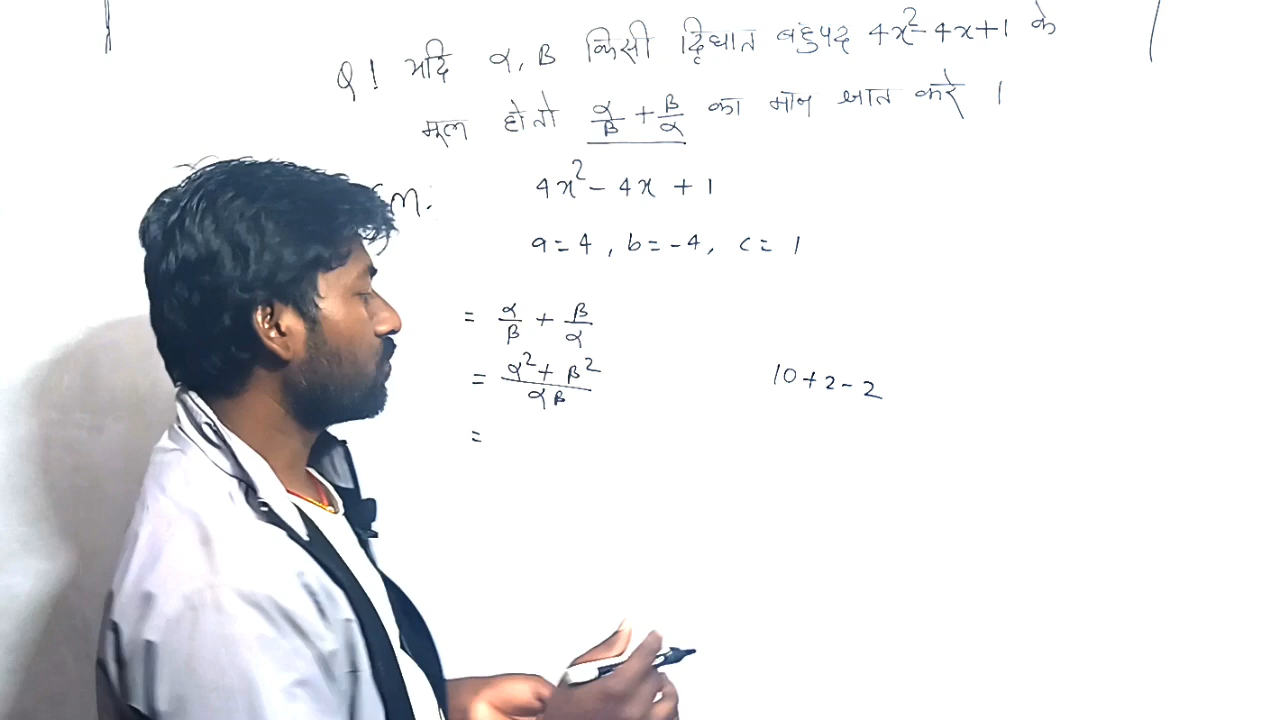 Q! यदि α, β किसी द्विघात बहुपद 4x²-4x+1 के
मूल हो तो α/β + β/α का मान ज्ञात करे ।
4x² - 4x + 1
a = 4 , b = -4, c = 1
= α/β + β/α
= α² + β² / αβ
10 + 2 - 2
=